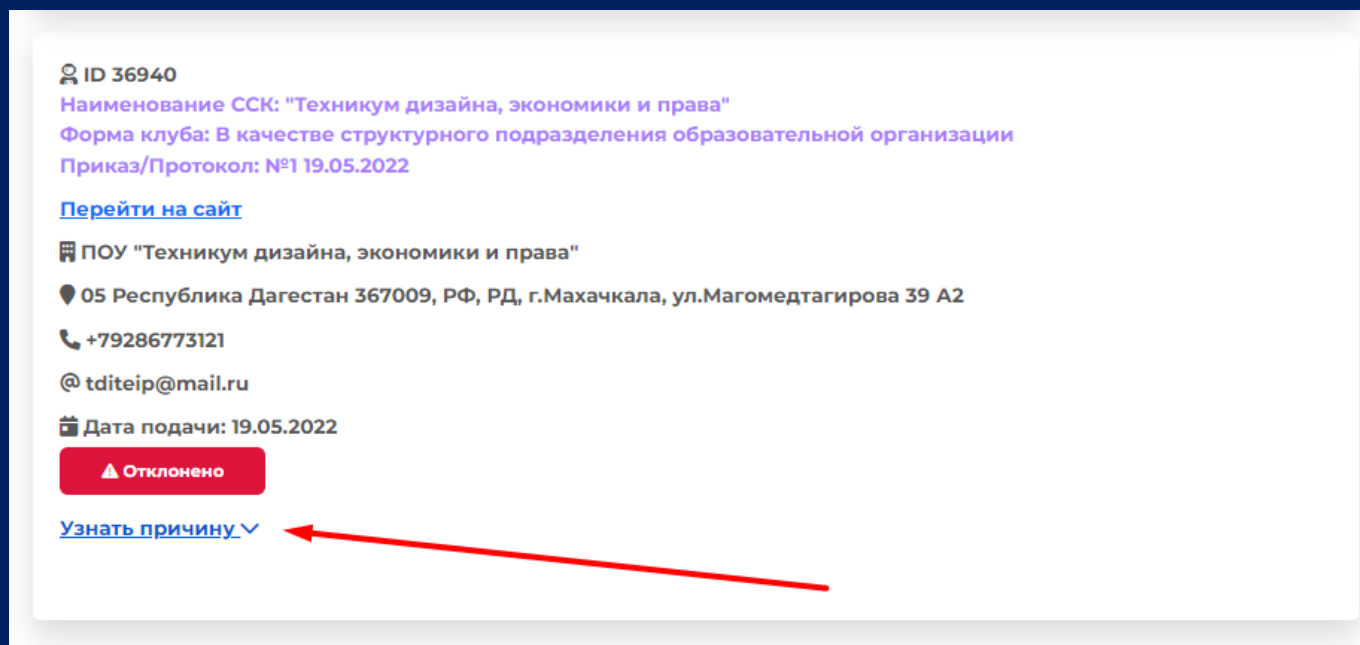 ID 36940
Наименование ССК: "Техникум дизайна, экономики и права"
Форма клуба: В качестве структурного подразделения образовательной организации
Приказ/Протокол: №1 19.05.2022
Перейти на сайт
ПОУ "Техникум дизайна, экономики и права"
05 Республика Дагестан 367009, РФ, РД, г.Махачкала, ул.Магомедтагирова 39 А2
+79286773121
@ tditeip@mail.ru
Дата подачи: 19.05.2022
Отклонено
Узнать причину